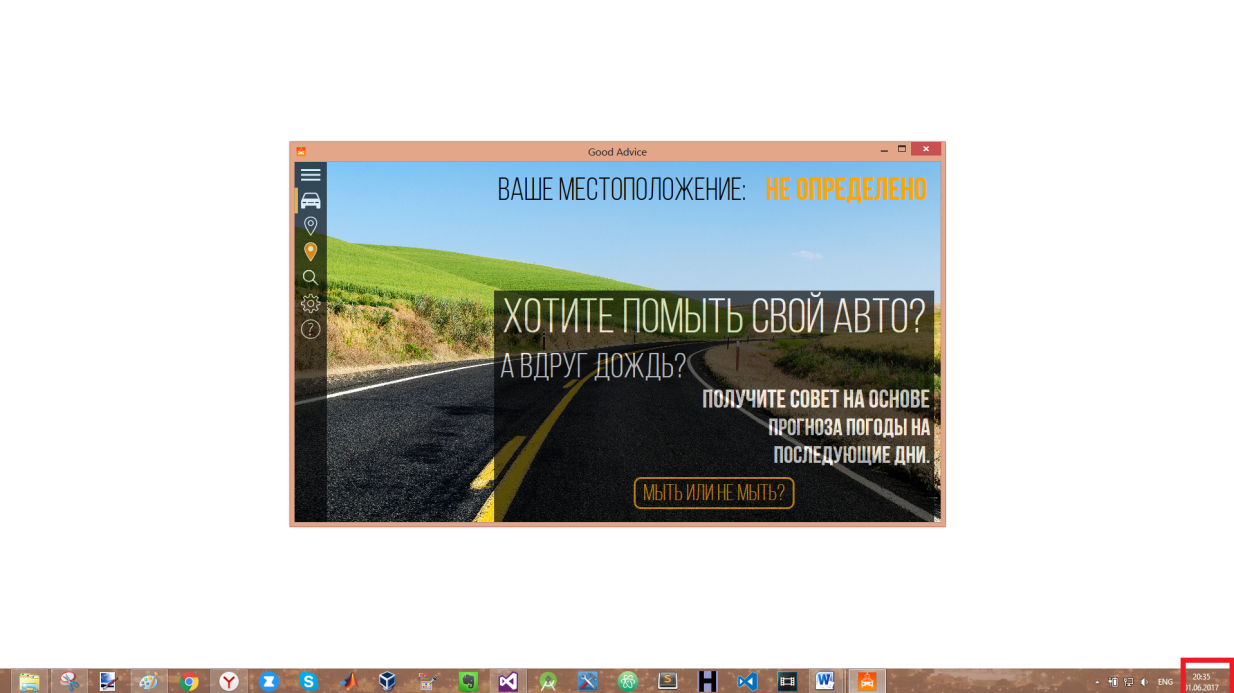 Good Advice
ВАШЕ МЕСТОПОЛОЖЕНИЕ: НЕ ОПРЕДЕЛЕНО
ХОТИТЕ ПОМЫТЬ СВОЙ АВТО?
А ВДРУГ ДОЖДЬ?
ПОЛУЧИТЕ СОВЕТ НА ОСНОВЕ
ПРОГНОЗА ПОГОДЫ НА
ПОСЛЕДУЮЩИЕ ДНИ.
МЫТЬ ИЛИ НЕ МЫТЬ?
ENG
20:35
01.06.2017